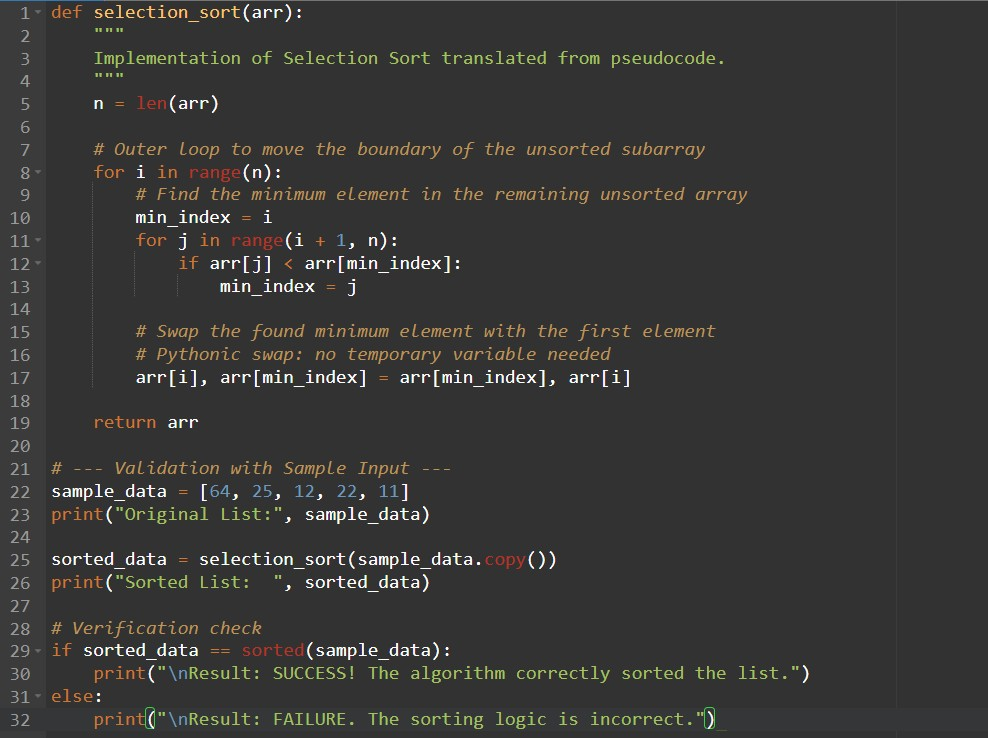 1 def selection_sort(arr):
2     """
3     Implementation of Selection Sort translated from pseudocode.
4     """
5     n = len(arr)
6
7     # Outer loop to move the boundary of the unsorted subarray
8     for i in range(n):
9         # Find the minimum element in the remaining unsorted array
10         min_index = i
11         for j in range(i + 1, n):
12             if arr[j] < arr[min_index]:
13                 min_index = j
14
15         # Swap the found minimum element with the first element
16         # Pythonic swap: no temporary variable needed
17         arr[i], arr[min_index] = arr[min_index], arr[i]
18
19     return arr
20
21 # --- Validation with Sample Input ---
22 sample_data = [64, 25, 12, 22, 11]
23 print("Original List:", sample_data)
24
25 sorted_data = selection_sort(sample_data.copy())
26 print("Sorted List:  ", sorted_data)
27
28 # Verification check
29 if sorted_data == sorted(sample_data):
30     print("\nResult: SUCCESS! The algorithm correctly sorted the list.")
31 else:
32     print("\nResult: FAILURE. The sorting logic is incorrect.")